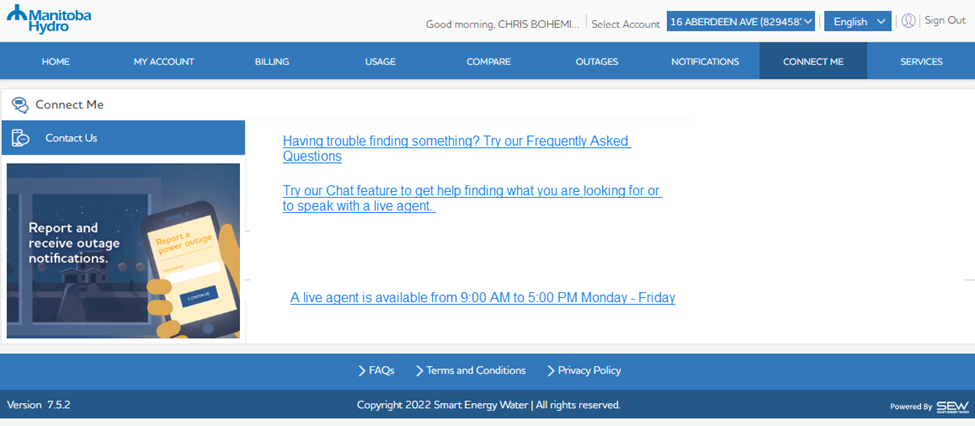 Manitoba
Hydro
Good morning, CHRIS BOHEMI... Select Account 16 ABERDEEN AVE (829458' English Sign Out
HOME MY ACCOUNT BILLING USAGE COMPARE OUTAGES NOTIFICATIONS CONNECT ME SERVICES
Connect Me
Contact Us
Having trouble finding something? Try our Frequently Asked
Questions
Try our Chat feature to get help finding what you are looking for or
to speak with a live agent.
Report and
receive outage
notifications.
Report a
power outage
CONTINUE
A live agent is available from 9:00 AM to 5:00 PM Monday - Friday
FAQs Terms and Conditions Privacy Policy
Version 7.5.2
Copyright 2022 Smart Energy Water | All rights reserved.
Powered By SEW
SMART ENERGY WATER